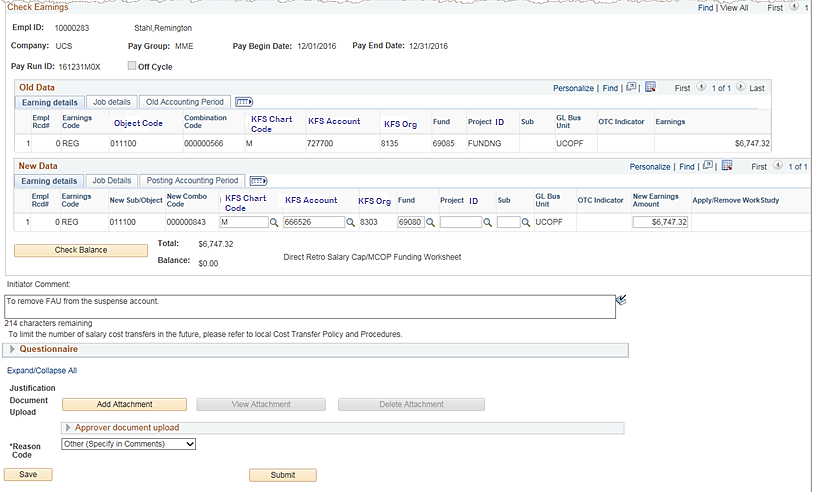 Check Earnings
Find | View All First 1
Empl ID: 10000283 Stahl,Remington
Company: UCS Pay Group: MME Pay Begin Date: 12/01/2016 Pay End Date: 12/31/2016
Pay Run ID: 161231M0X Off Cycle
Old Data
Personalize | Find | First 1 of 1 Last
Earning details Job details Old Accounting Period
Empl Rcd# Earnings Code Object Code Combination Code KFS Chart Code KFS Account KFS Org Fund Project ID Sub GL Bus Unit OTC Indicator Earnings
1 0 REG 011100 000000566 M 727700 8135 69085 FUNDNG UCOPF $6,747.32
New Data
Personalize | Find | First 1 of 1
Earning details Job Details Posting Accounting Period
Empl Rcd# Earnings Code New Sub/Object New Combo Code KFS Chart Code KFS Account KFS Org Fund Project ID Sub GL Bus Unit OTC Indicator New Earnings Amount Apply/Remove WorkStudy
1 0 REG 011100 000000843 M 666526 8303 69080 UCOPF $6,747.32
Check Balance
Total: $6,747.32
Balance: $0.00
Direct Retro Salary Cap/MCOP Funding Worksheet
Initiator Comment:
To remove FAU from the suspense account.
214 characters remaining
To limit the number of salary cost transfers in the future, please refer to local Cost Transfer Policy and Procedures.
Questionnaire
Expand/Collapse All
Justification
Document
Upload
Add Attachment View Attachment Delete Attachment
Approver document upload
*Reason
Code
Other (Specify in Comments)
Save Submit